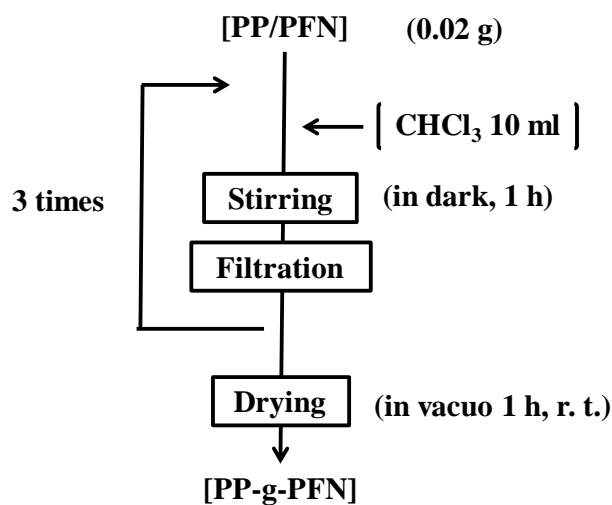 [PP/PFN] (0.02 g)
[ CHCl₃ 10 ml ]
3 times
Stirring (in dark, 1 h)
Filtration
Drying (in vacuo 1 h, r. t.)
[PP-g-PFN]